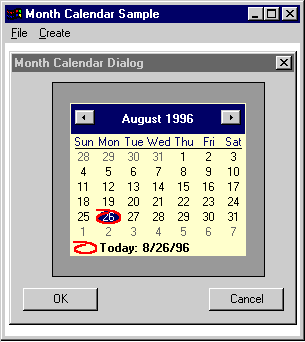 Month Calendar Sample
File Create
Month Calendar Dialog
August 1996
Sun Mon Tue Wed Thu Fri Sat
28 29 30 31 1 2 3
4 5 6 7 8 9 10
11 12 13 14 15 16 17
18 19 20 21 22 23 24
25 26 27 28 29 30 31
1 2 3 4 5 6 7
Today: 8/26/96
OK Cancel